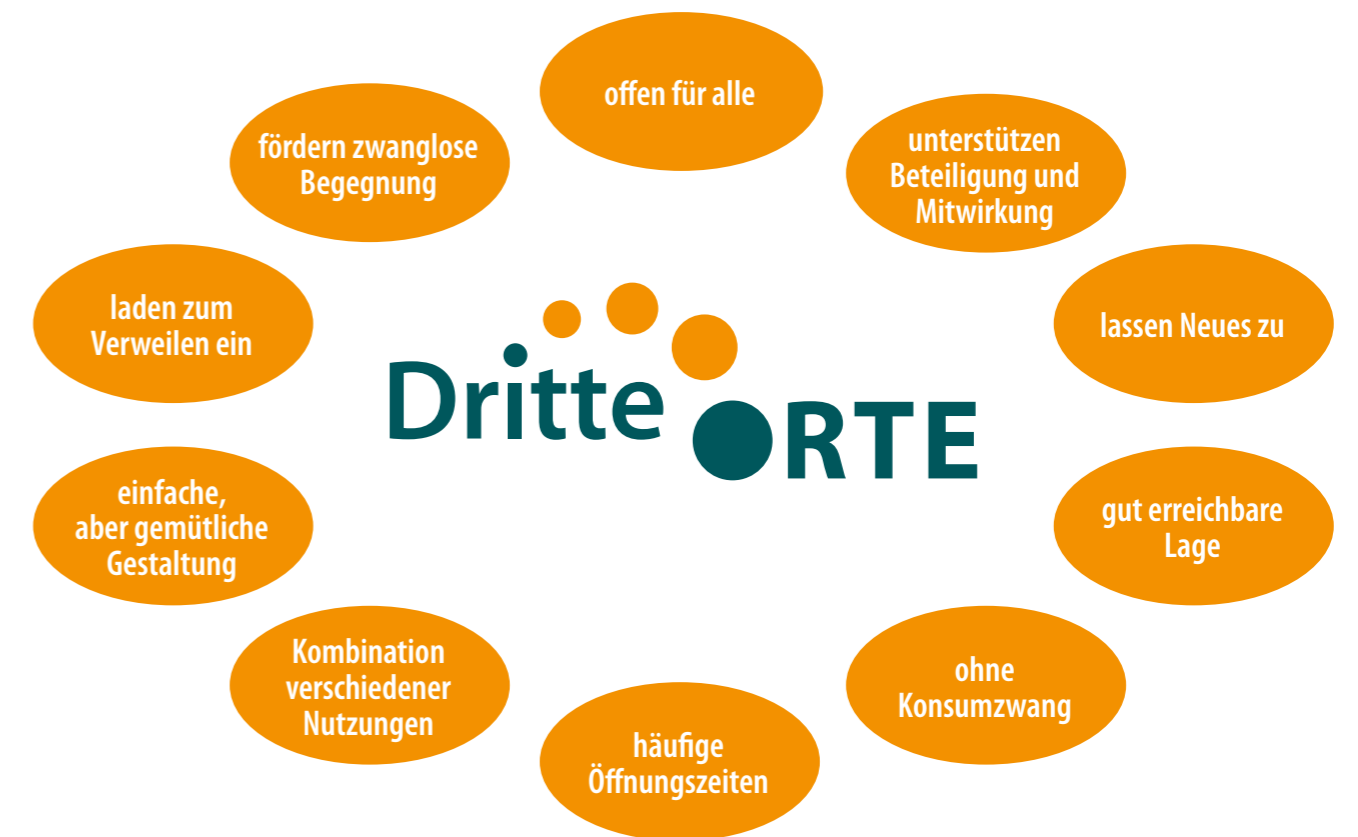 offen für alle
unterstützen
Beteiligung und
Mitwirkung
lassen Neues zu
gut erreichbare
Lage
ohne
Konsumzwang
häufige
Öffnungszeiten
Kombination
verschiedener
Nutzungen
einfache,
aber gemütliche
Gestaltung
laden zum
Verweilen ein
fördern zwanglose
Begegnung
Dritte
ORTE